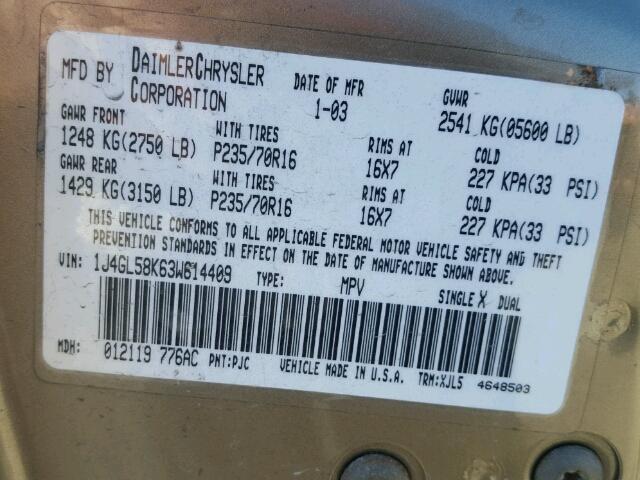 MFD BY DAIMLERCHRYSLER CORPORATION DATE OF MFR 1-03 GVWR 2541 KG(05600 LB)
GAWR FRONT WITH TIRES RIMS AT COLD
1248 KG(2750 LB) P235/70R16 16X7 227 KPA(33 PSI)
GAWR REAR WITH TIRES RIMS AT COLD
1429 KG(3150 LB) P235/70R16 16X7 227 KPA(33 PSI)
THIS VEHICLE CONFORMS TO ALL APPLICABLE FEDERAL MOTOR VEHICLE SAFETY AND THEFT
PREVENTION STANDARDS IN EFFECT ON THE DATE OF MANUFACTURE SHOWN ABOVE.
VIN: 1J4GL58K63W614409 TYPE: MPV SINGLE X DUAL
MDH: 012119 776AC PNT:PJC VEHICLE MADE IN U.S.A. TRM:XJL5 4648503